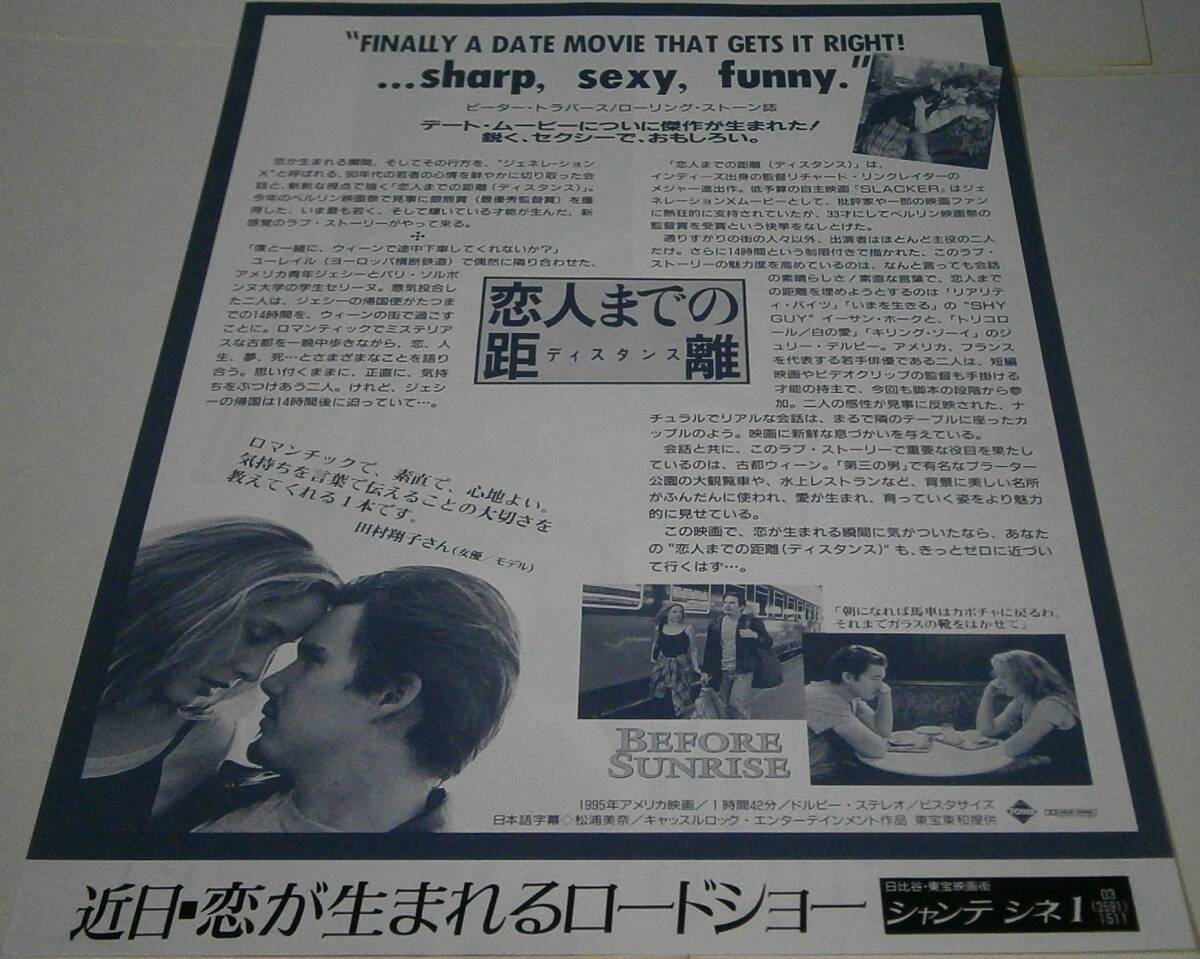 "FINALLY A DATE MOVIE THAT GETS IT RIGHT!
...sharp, sexy, funny."
ピーター・トラバース/ローリング・ストーン誌
デート・ムービーについに傑作が生まれた!
鋭く、セクシーで、おもしろい。
恋が生まれる瞬間、そしてその行方を、"ジェネレーション
X"と呼ばれる、90年代の若者の心情を鮮やかに切り取った会
話と、斬新な視点で描く「恋人までの距離(ディスタンス)」。
今年のベルリン映画祭で見事に銀熊賞(最優秀監督賞)を獲
得した、いま最も若く、そして輝いている才能が生んだ、新
感覚のラブ・ストーリーがやって来る。
「僕と一緒に、ウィーンで途中下車してくれないか?」
ユーレイル(ヨーロッパ横断鉄道)で偶然に隣り合わせた、
アメリカ青年ジェシーとパリ・ソルボ
ンヌ大学の学生セリーヌ。意気投合し
た二人は、ジェシーの帰国便がたつま
での14時間を、ウィーンの街で過ごす
ことに。ロマンティックでミステリア
スな古都を一晩中歩きながら、恋、人
生、夢、死…とさまざまなことを語り
合う。思い付くままに、正直に、気持
ちをぶつけあう二人。けれど、ジェシ
ーの帰国は14時間後に迫っていて…。
恋人までの
距離
ディスタンス
「恋人までの距離(ディスタンス)」は、
インディーズ出身の監督リチャード・リンクレイターの
メジャー進出作。低予算の自主映画『SLACKER』はジェ
ネレーションXムービーとして、批評家や一部の映画ファン
に熱狂的に支持されていたが、33才にしてベルリン映画祭の
監督賞を受賞という快挙をなしとげた。
通りすがりの街の人々以外、出演者はほとんど主役の二人
だけ。さらに14時間という制限付きで描かれた、このラブ・
ストーリーの魅力度を高めているのは、なんと言っても会話
の素晴らしさ!素直な言葉で、恋人まで
の距離を埋めようとするのは「リアリテ
ィ・バイツ」「いまを生きる」の"SHY
GUY"イーサン・ホークと、「トリコロ
ール/白の愛」「キリング・ゾーイ」のジ
ュリー・デルピー。アメリカ、フランス
を代表する若手俳優である二人は、短編
映画やビデオクリップの監督も手掛ける
才能の持主で、今回も脚本の段階から参
加。二人の感性が見事に反映された、ナ
チュラルでリアルな会話は、まるで隣のテーブルに座ったカ
ップルのよう。映画に新鮮な息づかいを与えている。
会話と共に、このラブ・ストーリーで重要な役目を果たし
ているのは、古都ウィーン。「第三の男」で有名なプラーター
公園の大観覧車や、水上レストランなど、背景に美しい名所
がふんだんに使われ、愛が生まれ、育っていく姿をより魅力
的に見せている。
この映画で、恋が生まれる瞬間に気がついたなら、あなた
の"恋人までの距離(ディスタンス)"も、きっとゼロに近づい
て行くはず…。
ロマンチックで、素直で、心地よい。
気持ちを言葉で伝えることの大切さを
教えてくれる1本です。
田村翔子さん(女優/モデル)
「朝になれば馬車はカボチャに戻るわ。
それまでガラスの靴をはかせて」
BEFORE
SUNRISE
1995年アメリカ映画/1時間42分/ドルビー・ステレオ/ビスタサイズ
日本語字幕◇松浦美奈/キャッスルロック・エンターテインメント作品 東宝東和提供
近日・恋が生まれるロードショー
日比谷・東宝映画街
シャンテ シネ1
03
(3591)
1511